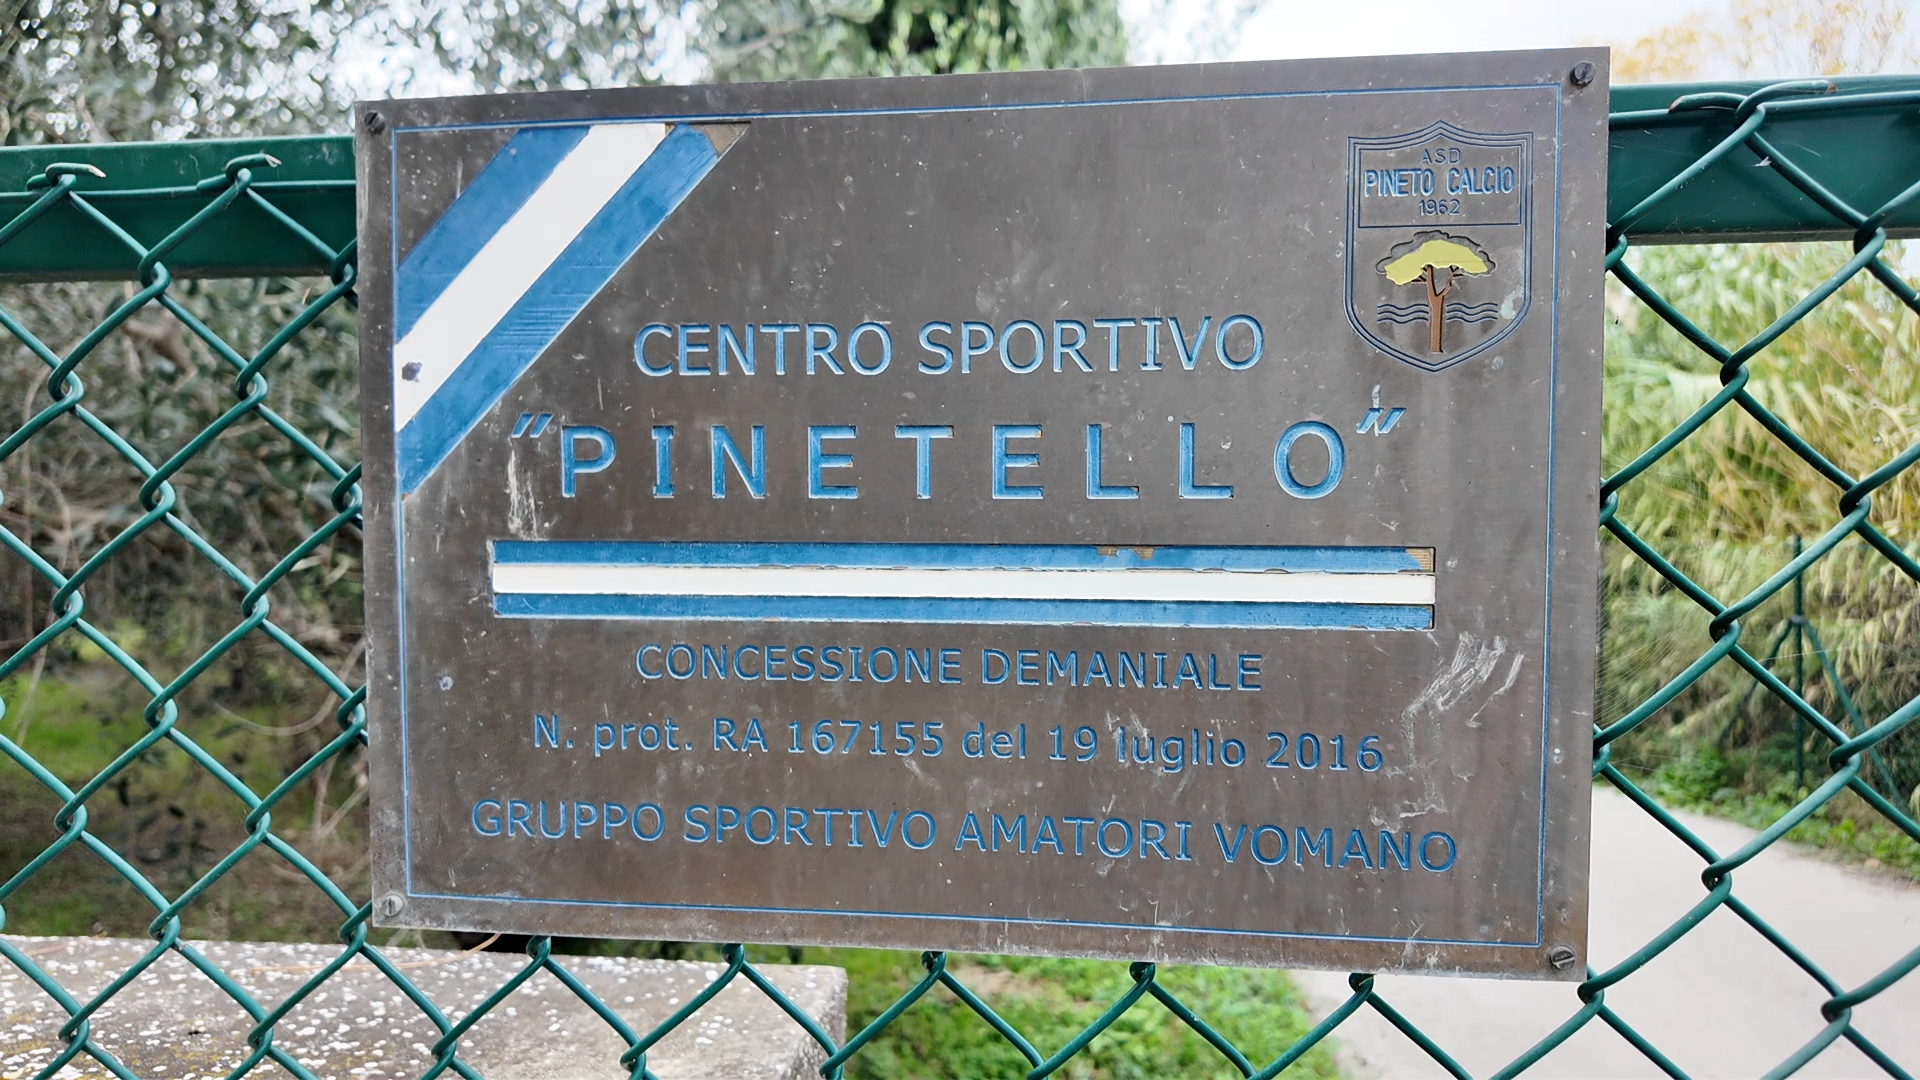 ASD
PINETO CALCIO
1962
CENTRO SPORTIVO
"PINETELLO"
CONCESSIONE DEMANIALE
N. prot. RA 167155 del 19 luglio 2016
GRUPPO SPORTIVO AMATORI VOMANO